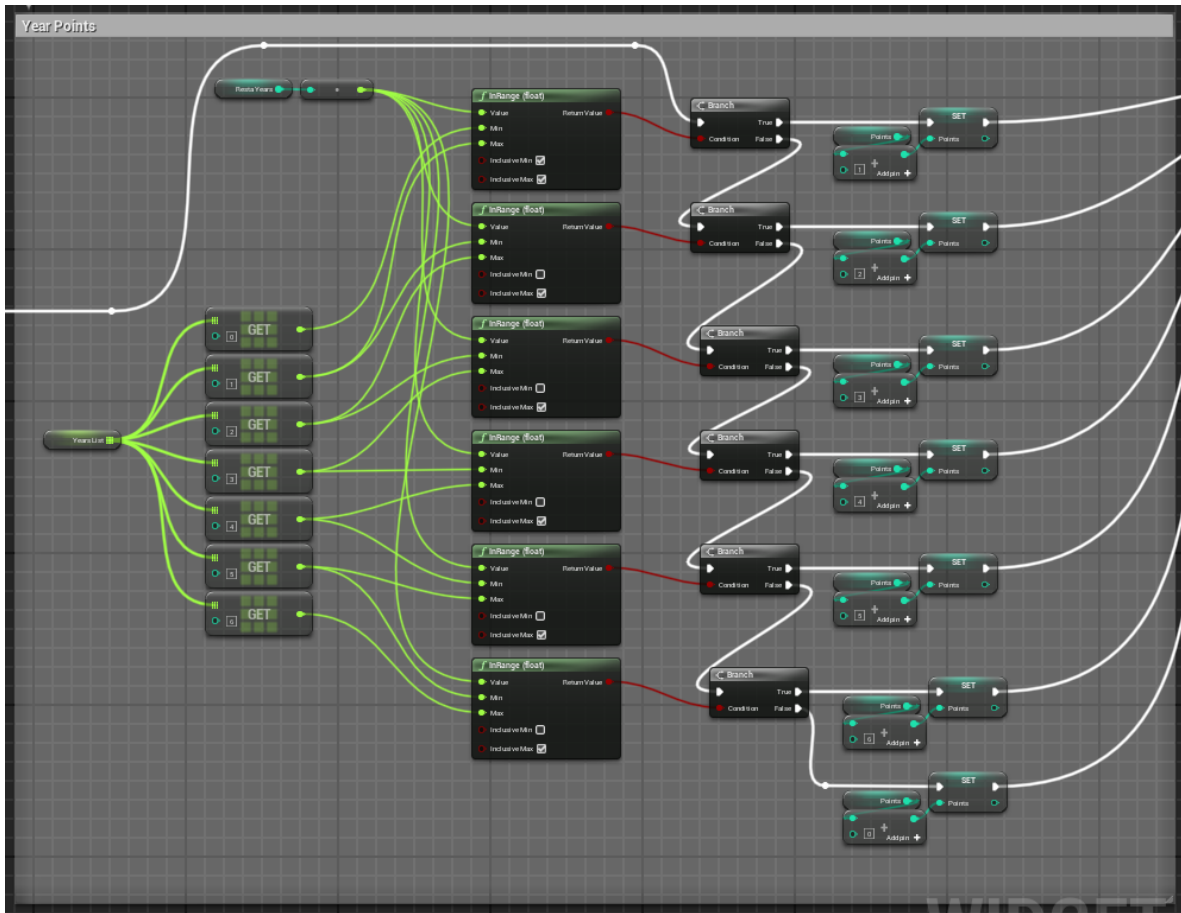 Year Points
Resta Years
InRange (float)
Value Return Value
Min
Max
Inclusive Min
Inclusive Max
Branch
True
Condition False
SET
Points Points
1 + Add pin +
InRange (float)
Value Return Value
Min
Max
Inclusive Min
Inclusive Max
Branch
True
Condition False
SET
Points Points
2 + Add pin +
GET
0
GET
1
GET
2
Years List
GET
3
GET
4
GET
5
GET
6
InRange (float)
Value Return Value
Min
Max
Inclusive Min
Inclusive Max
Branch
True
Condition False
SET
Points Points
3 + Add pin +
InRange (float)
Value Return Value
Min
Max
Inclusive Min
Inclusive Max
Branch
True
Condition False
SET
Points Points
4 + Add pin +
InRange (float)
Value Return Value
Min
Max
Inclusive Min
Inclusive Max
Branch
True
Condition False
SET
Points Points
5 + Add pin +
InRange (float)
Value Return Value
Min
Max
Inclusive Min
Inclusive Max
Branch
True
Condition False
SET
Points Points
6 + Add pin +
SET
Points Points
0 + Add pin +
WIDGET